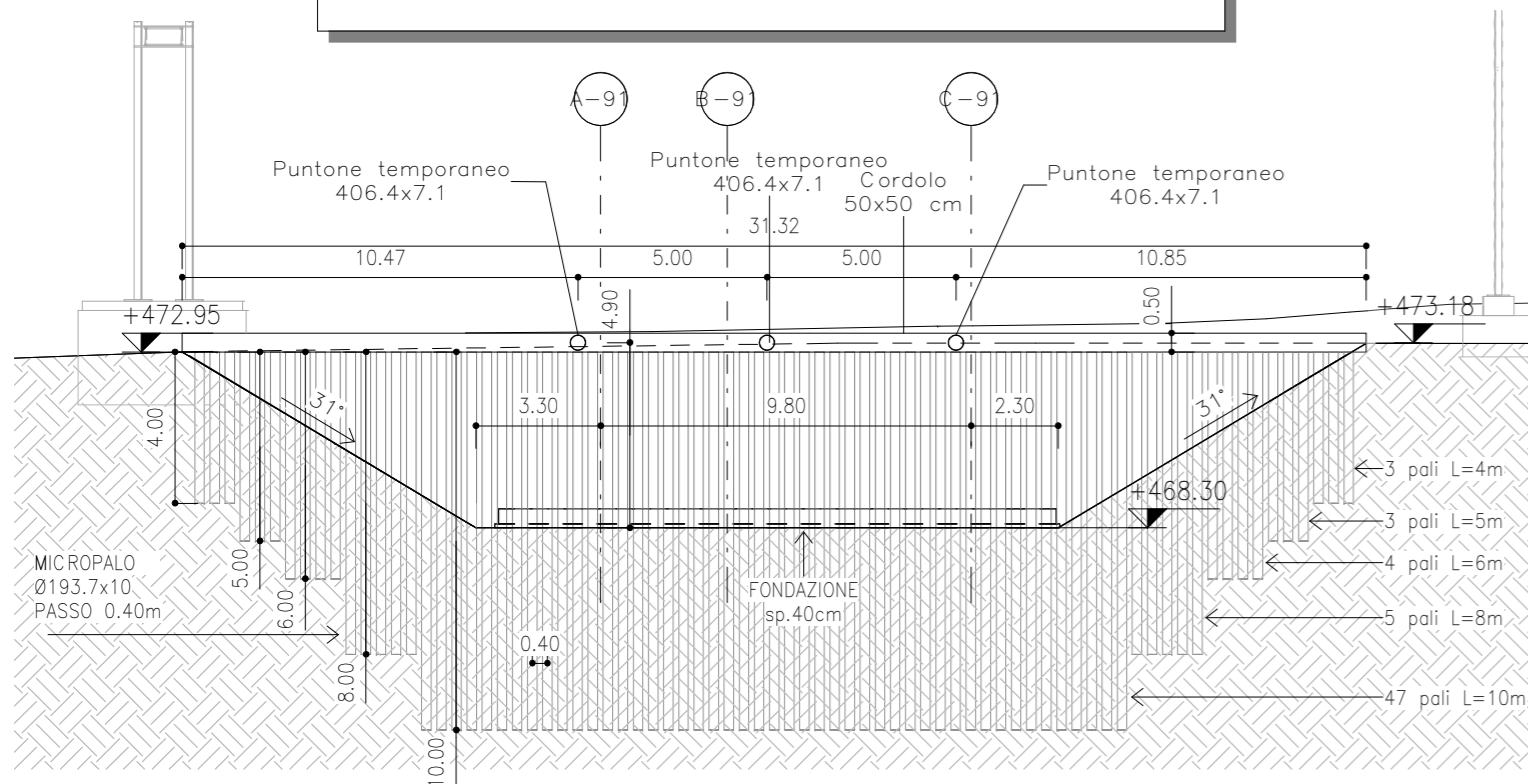 A-91
B-91
C-91
Puntone temporaneo
406.4x7.1
Puntone temporaneo
406.4x7.1
Cordolo
50x50 cm
Puntone temporaneo
406.4x7.1
31.32
10.47
5.00
5.00
10.85
+472.95
4.90
0.50
+473.18
31°
3.30
9.80
2.30
31°
4.00
+468.30
3 pali L=4m
3 pali L=5m
4 pali L=6m
5 pali L=8m
47 pali L=10m
MICROPALO
Ø193.7x10
PASSO 0.40m
5.00
6.00
8.00
10.00
0.40
FONDAZIONE
sp.40cm